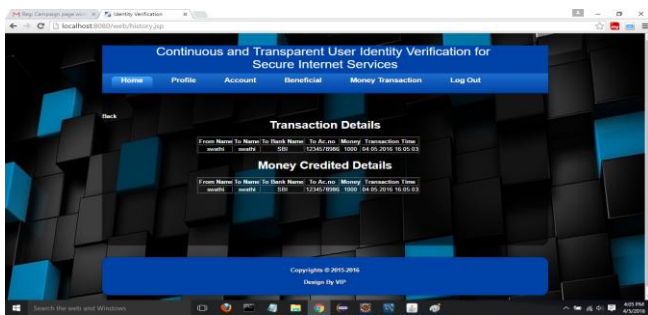 Reg: Campaign page
Identity Verification
localhost:8080/web/history.jsp
Continuous and Transparent User Identity Verification for
Secure Internet Services
Home Profile Account Beneficial Money Transaction Log Out
Back
Transaction Details
From Name To Name To Bank Name To Ac.no Money Transaction Time
swathi swathi SBI 1234578986 1000 04 05 2016 16:05:03
Money Credited Details
From Name To Name To Bank Name To Ac.no Money Transaction Time
swathi swathi SBI 1234578986 1000 04 05 2016 16:05:03
Copyrights © 2015-2016
Design By VIP
Search the web and Windows
4:05 PM
4/5/2016